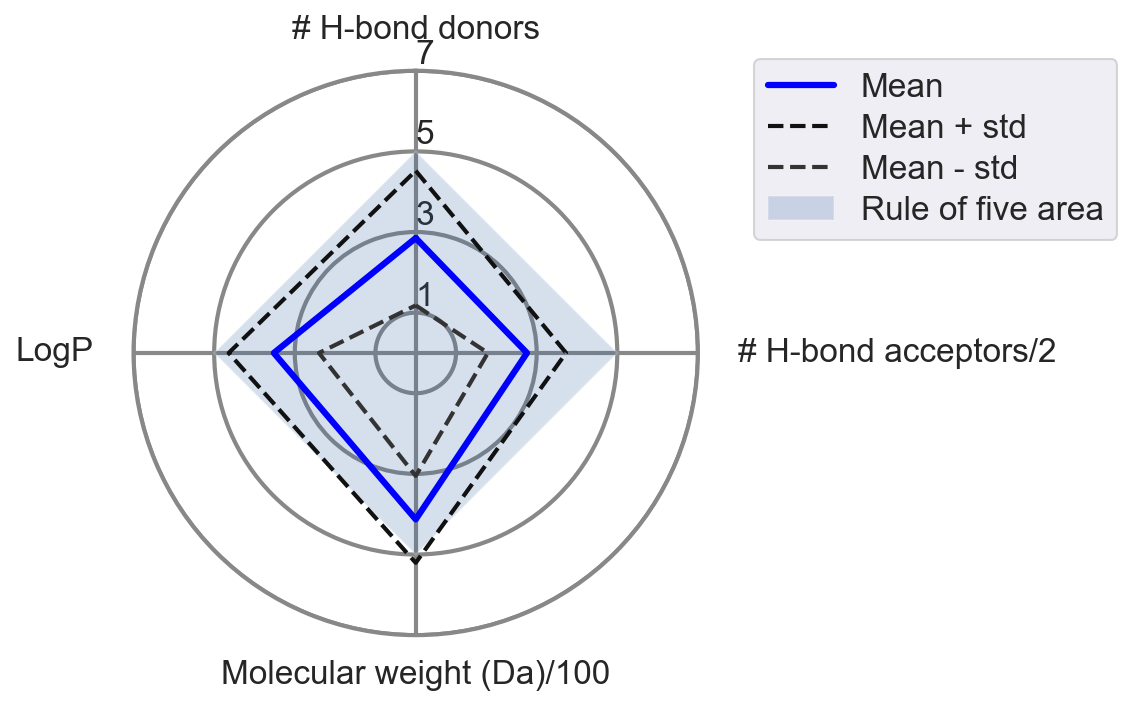 # H-bond donors
7
5
3
1
LogP
# H-bond acceptors/2
Molecular weight (Da)/100
Mean
Mean + std
Mean - std
Rule of five area